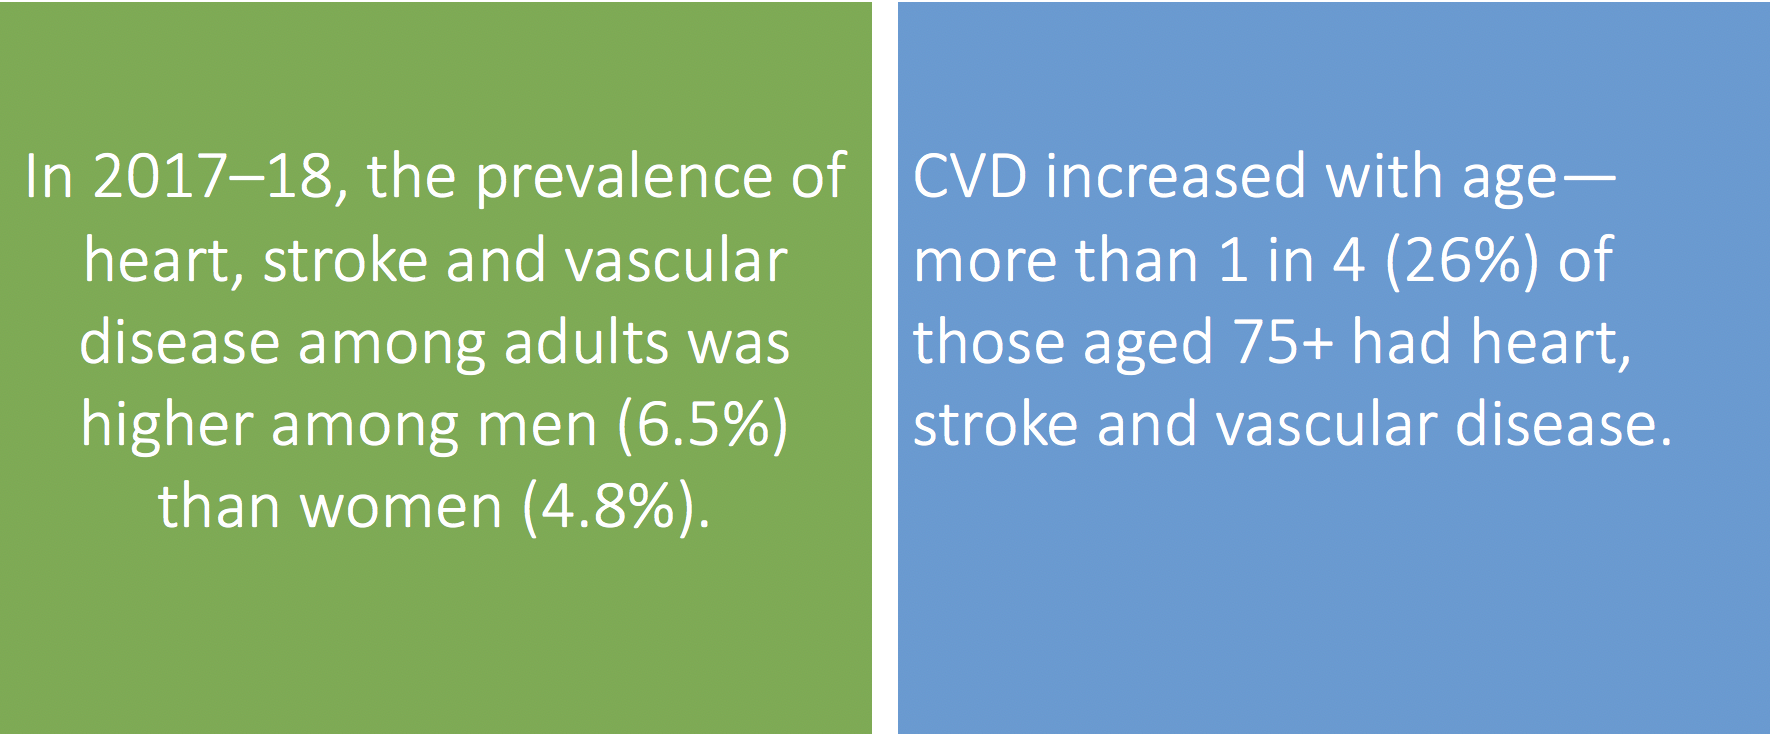 In 2017–18, the prevalence of
heart, stroke and vascular
disease among adults was
higher among men (6.5%)
than women (4.8%).
CVD increased with age—
more than 1 in 4 (26%) of
those aged 75+ had heart,
stroke and vascular disease.